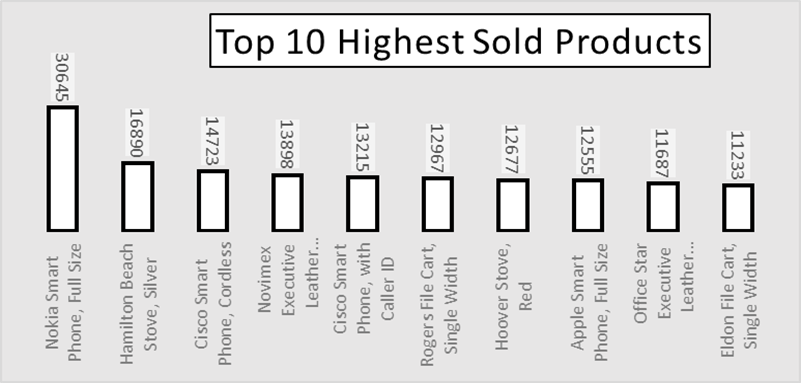 Top 10 Highest Sold Products
30645
16890
14723
13898
13215
12967
12677
12555
11687
11233
Nokia Smart
Phone, Full Size
Hamilton Beach
Stove, Silver
Cisco Smart
Phone, Cordless
Novimex
Executive
Leather...
Cisco Smart
Phone, with
Caller ID
Rogers File Cart,
Single Width
Hoover Stove,
Red
Apple Smart
Phone, Full Size
Office Star
Executive
Leather...
Eldon File Cart,
Single Width